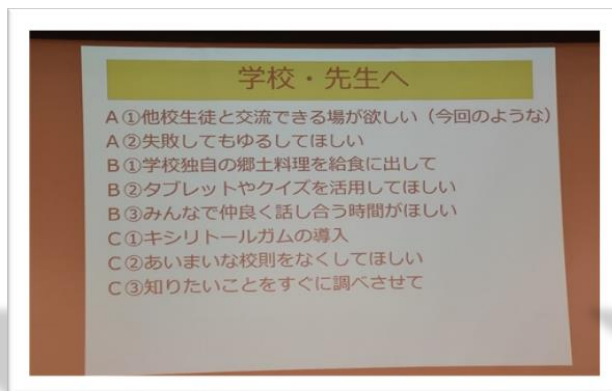 学校・先生へ
A①他校生徒と交流できる場が欲しい（今回のような）
A②失敗してもゆるしてほしい
B①学校独自の郷土料理を給食に出して
B②タブレットやクイズを活用してほしい
B③みんなで仲良く話し合う時間がほしい
C①キシリトールガムの導入
C②あいまいな校則をなくしてほしい
C③知りたいことをすぐに調べさせて